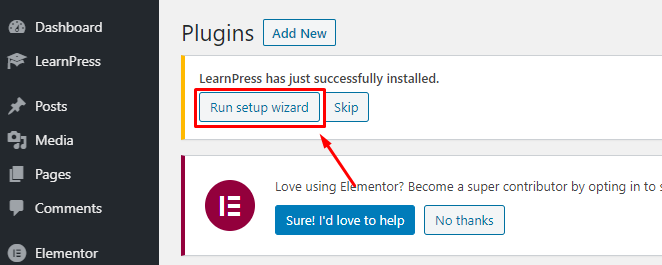 Dashboard
LearnPress
Posts
Media
Pages
Comments
Elementor
Plugins Add New
LearnPress has just successfully installed.
Run setup wizard Skip
Love using Elementor? Become a super contributor by opting in to
Sure! I'd love to help No thanks